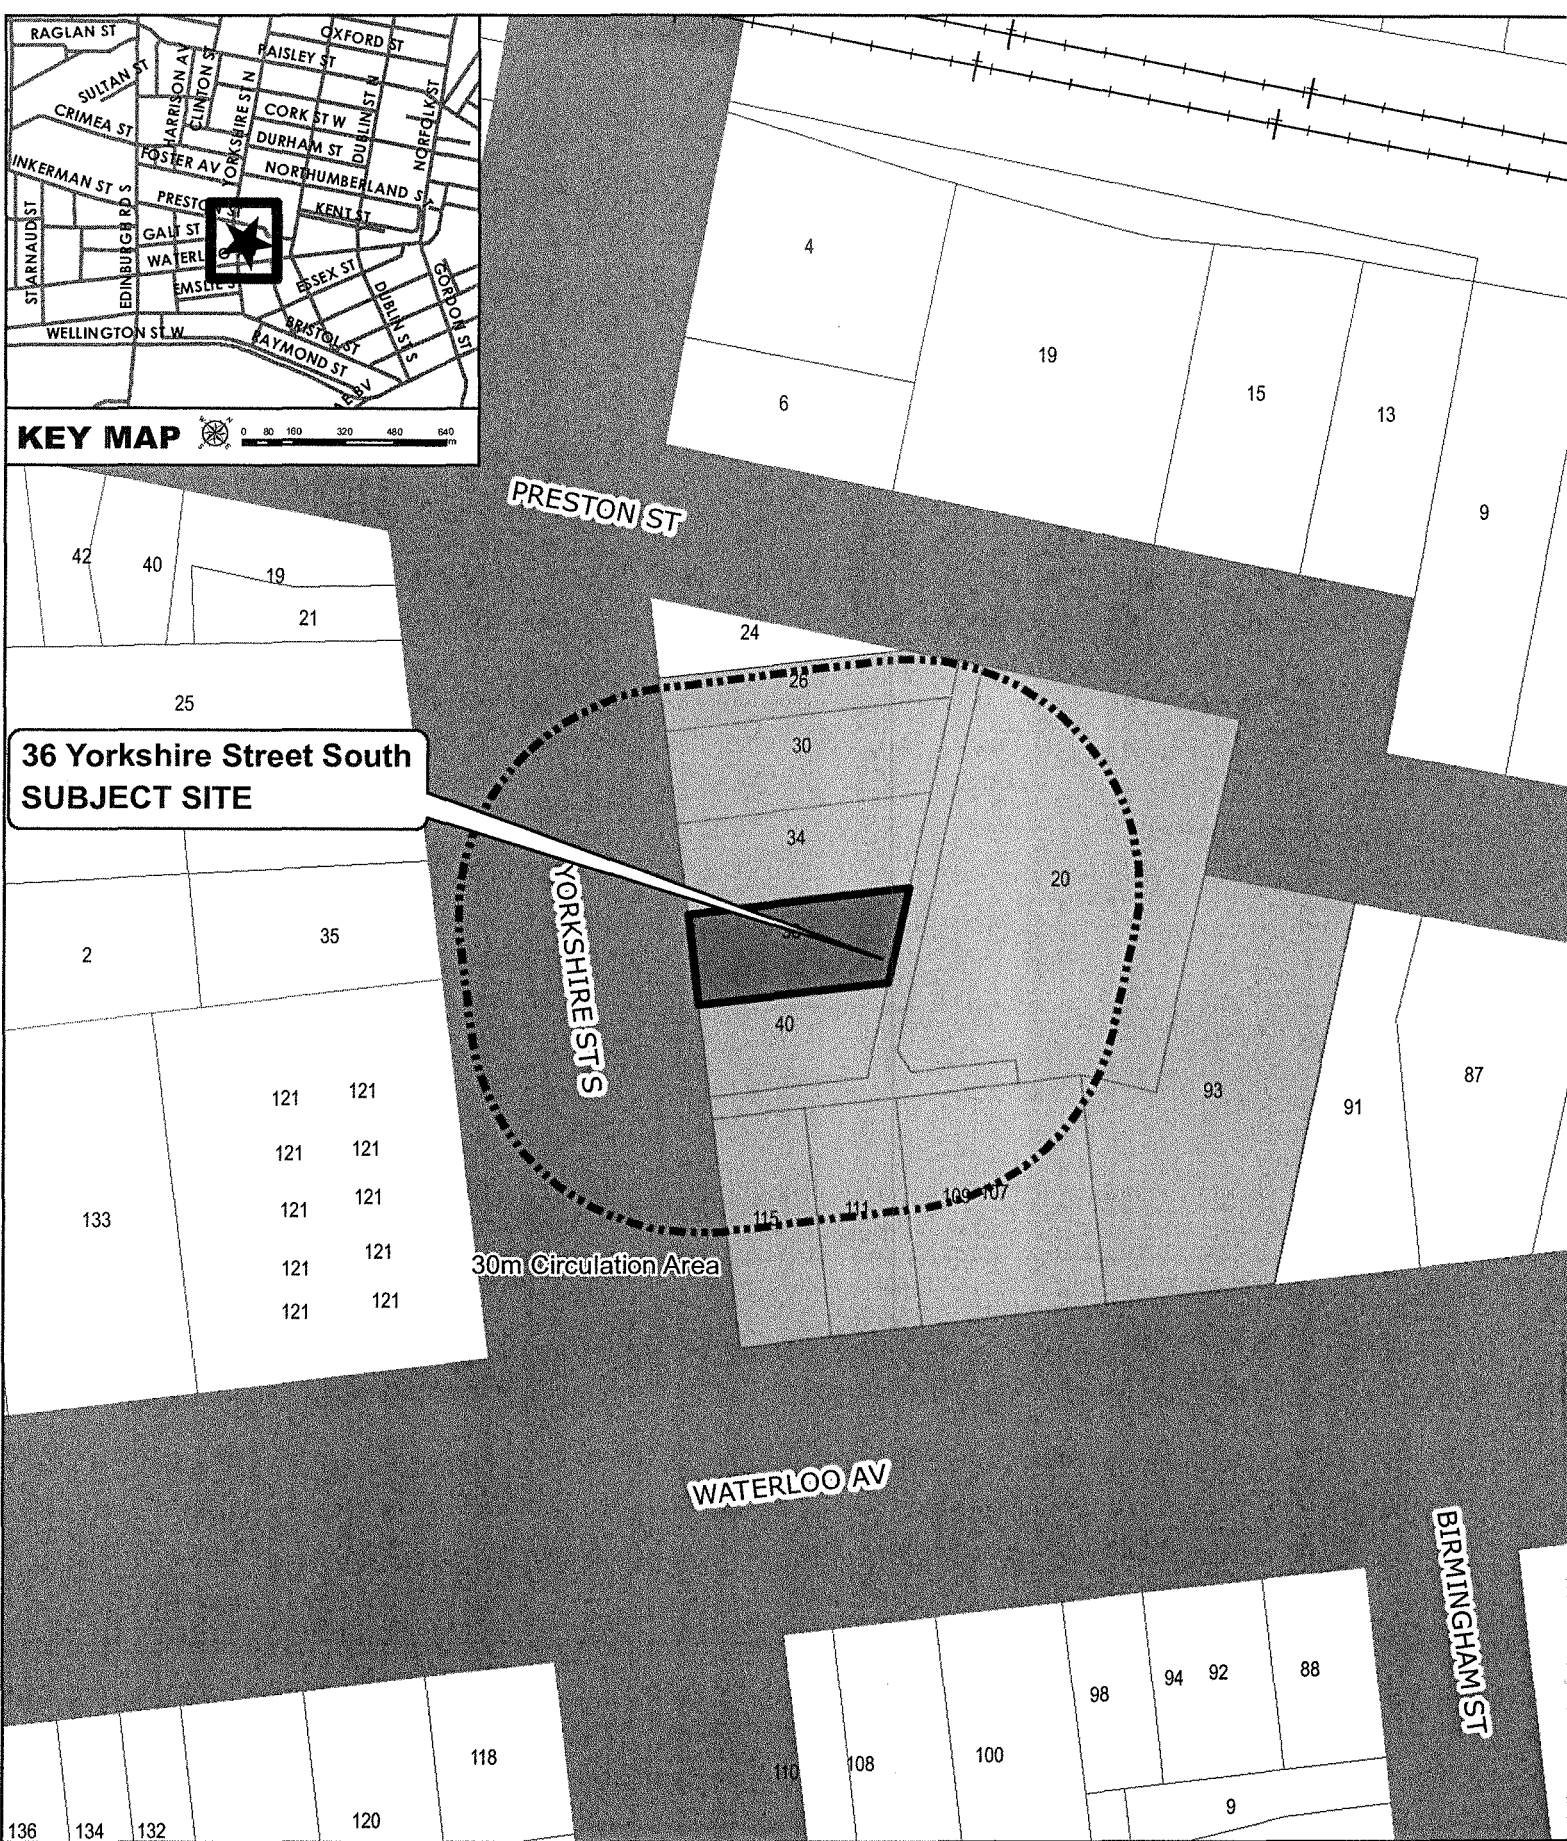 RAGLAN ST
OXFORD ST
PAISLEY ST
SULTAN ST
HARRISON AV
CLINTON ST
YORKSHIRE ST N
DUBLIN ST N
NORFOLK ST
CORK ST W
CRIMEA ST
DURHAM ST
FOSTER AV
NORTHUMBERLAND ST
INKERMAN ST
PRESTON ST
KENT ST
ST ARNAUD ST
EDINBURGH RD S
GALT ST
WATERLOO
EMSLIE ST
ESSEX ST
GORDON ST
DUBLIN ST S
BRISTOL ST
WELLINGTON ST W
RAYMOND ST
BV
KEY MAP
0 80 160 320 480 640
m
4
19
6
15
13
9
PRESTON ST
42
40
19
21
24
25
26
30
36 Yorkshire Street South
SUBJECT SITE
34
20
YORKSHIRE ST S
35
2
40
121 121
93
91
87
121 121
121 121
133
115
111
109 107
121 121
30m Circulation Area
121 121
WATERLOO AV
BIRMINGHAM ST
98
94
92
88
118
110
108
100
9
136
134
132
120